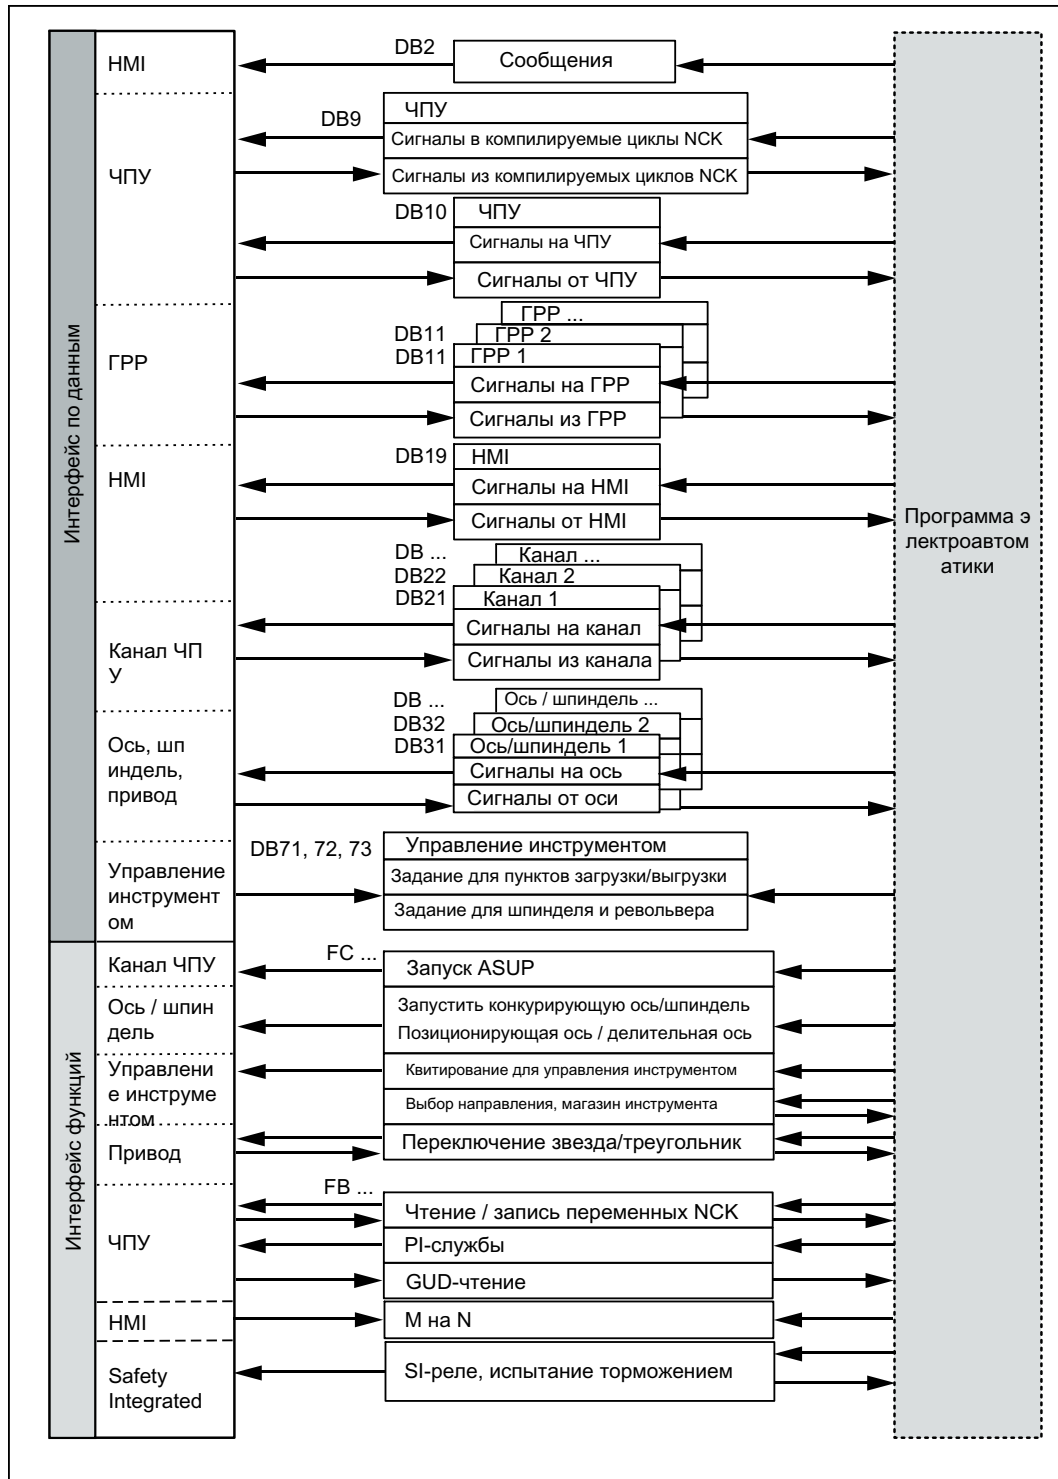 Интерфейс по данным
HMI
DB2
Сообщения
ЧПУ
DB9
ЧПУ
Сигналы в компилируемые циклы NCK
Сигналы из компилируемых циклов NCK
DB10
ЧПУ
Сигналы на ЧПУ
Сигналы от ЧПУ
ГРР
ГРР ...
DB11
ГРР 2
DB11
ГРР 1
Сигналы на ГРР
Сигналы из ГРР
HMI
DB19
HMI
Сигналы на HMI
Сигналы от HMI
Программа э
лектроавтом
атики
DB ...
Канал ...
DB22
Канал 2
DB21
Канал 1
Сигналы на канал
Сигналы из канала
Канал ЧП
У
DB ...
Ось / шпиндель ...
DB32
Ось/шпиндель 2
DB31
Ось/шпиндель 1
Сигналы на ось
Сигналы от оси
Ось, шп
индель,
привод
DB71, 72, 73
Управление инструментом
Задание для пунктов загрузки/выгрузки
Задание для шпинделя и револьвера
Управление
инструмент
ом
Интерфейс функций
Канал ЧПУ
FC ...
Запуск ASUP
Ось / шпин
дель
Запустить конкурирующую ось/шпиндель
Позиционирующая ось / делительная ось
Управлени
е инструме
нтом
Квитирование для управления инструментом
Выбор направления, магазин инструмента
Привод
Переключение звезда/треугольник
FB ...
ЧПУ
Чтение / запись переменных NCK
PI-службы
GUD-чтение
HMI
M на N
Safety
Integrated
SI-реле, испытание торможением